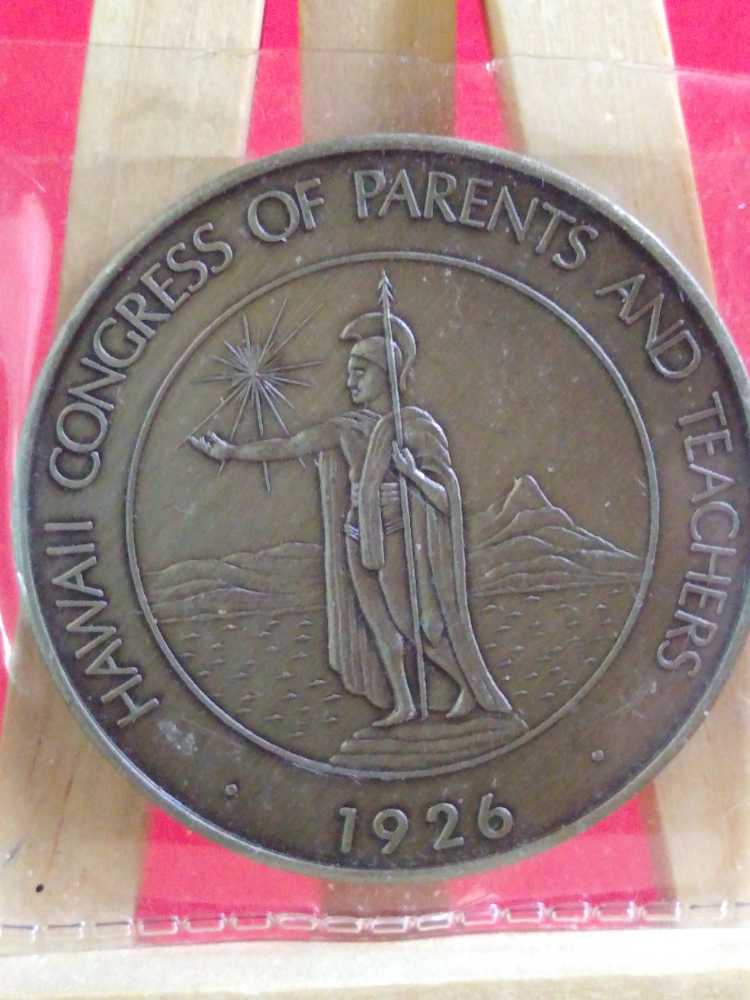 HAWAII CONGRESS OF PARENTS AND TEACHERS
· 1926 ·